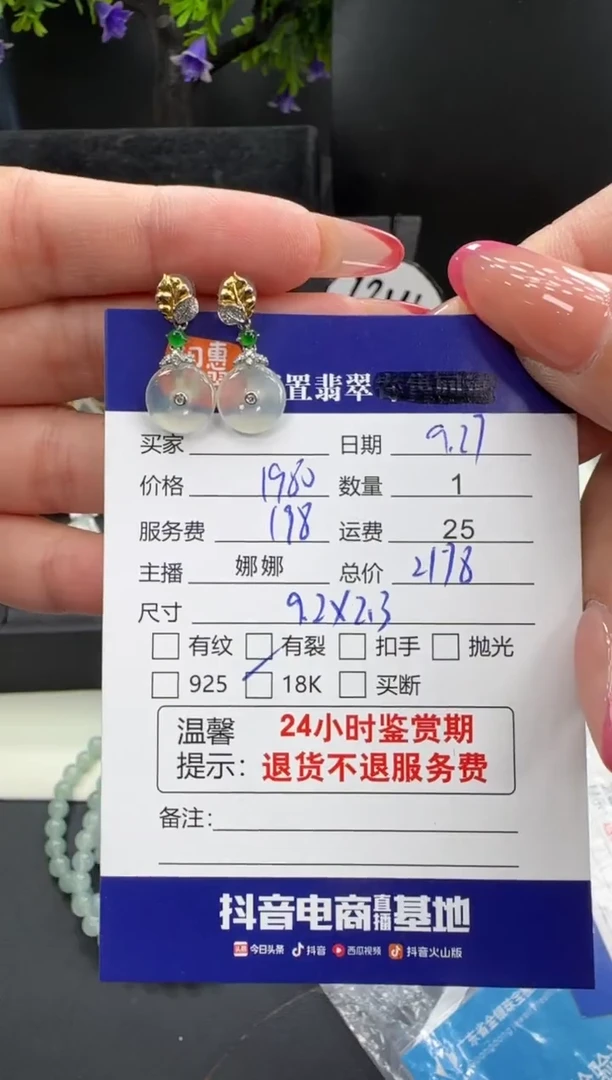 置翡翠
买家 日期 9.27
价格 1980 数量 1
服务费 198 运费 25
主播 娜娜 总价 2178
尺寸 9.2X2.3
有纹 有裂 扣手 抛光
925 18K 买断
温馨提示: 24小时鉴赏期
退货不退服务费
备注:
抖音电商直播基地
头条 今日头条 抖音 西瓜视频 抖音火山版